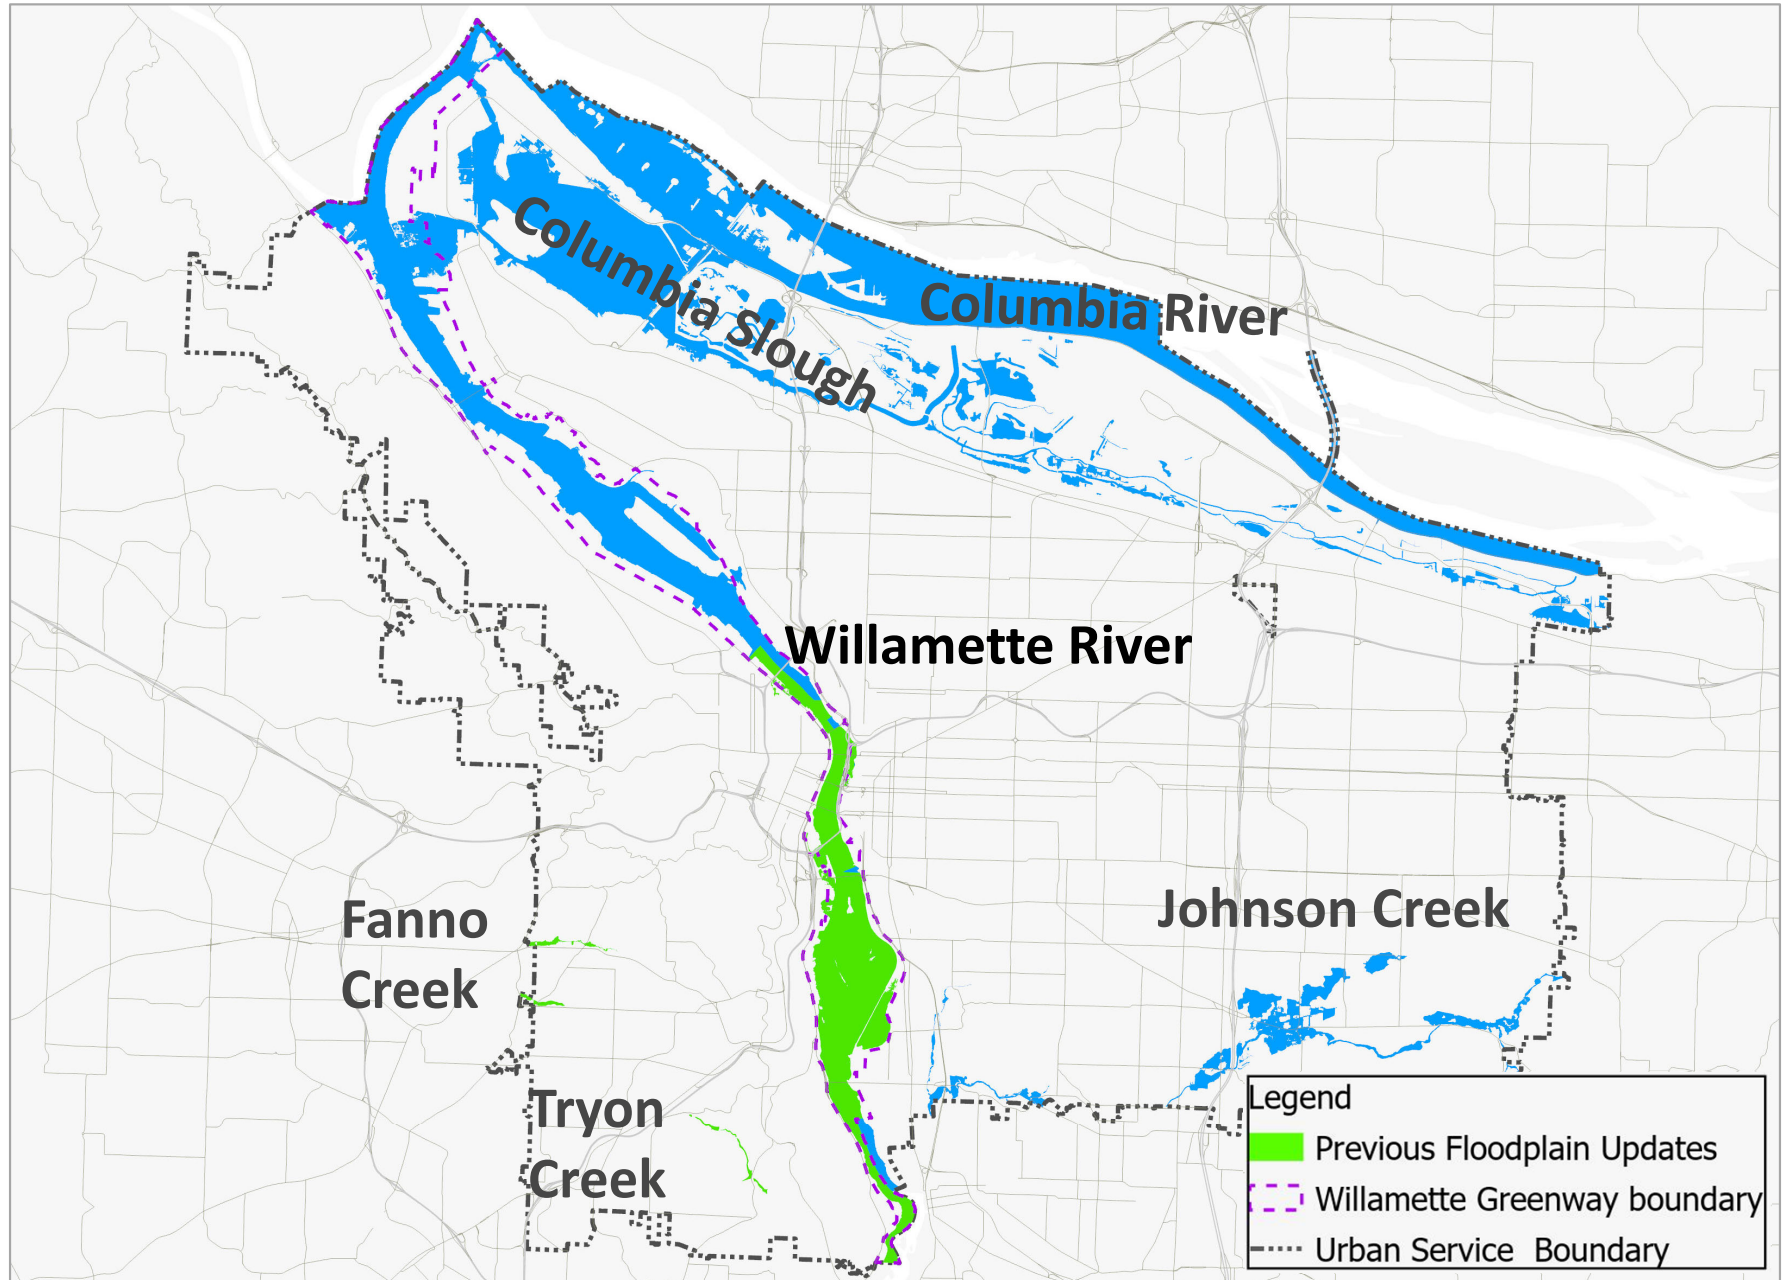 Columbia Slough
Columbia River
Willamette River
Fanno
Creek
Johnson Creek
Tryon
Creek
Legend
Previous Floodplain Updates
Willamette Greenway boundary
Urban Service Boundary